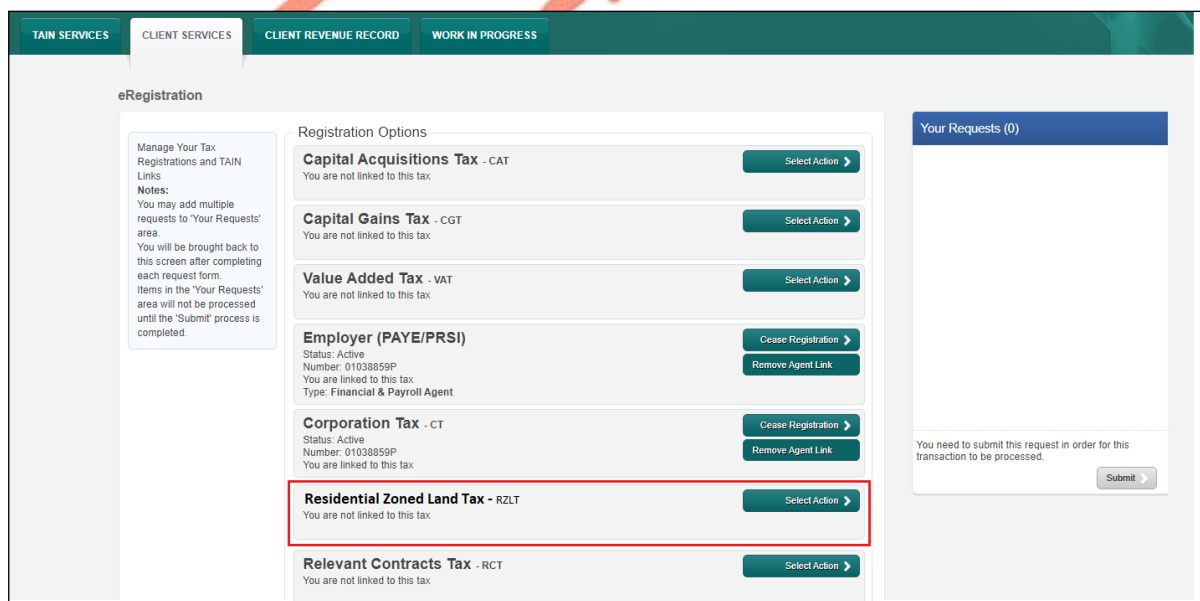 TAIN SERVICES
CLIENT SERVICES
CLIENT REVENUE RECORD
WORK IN PROGRESS
eRegistration
Manage Your Tax
Registrations and TAIN
Links
Notes:
You may add multiple
requests to 'Your Requests'
area.
You will be brought back to
this screen after completing
each request form.
Items in the 'Your Requests'
area will not be processed
until the 'Submit' process is
completed.
Registration Options
Capital Acquisitions Tax - CAT
You are not linked to this tax
Select Action
Capital Gains Tax - CGT
You are not linked to this tax
Select Action
Value Added Tax - VAT
You are not linked to this tax
Select Action
Employer (PAYE/PRSI)
Status: Active
Number: 01038859P
You are linked to this tax
Type: Financial & Payroll Agent
Cease Registration
Remove Agent Link
Corporation Tax - CT
Status: Active
Number: 01038859P
You are linked to this tax
Cease Registration
Remove Agent Link
Residential Zoned Land Tax - RZLT
You are not linked to this tax
Select Action
Relevant Contracts Tax - RCT
You are not linked to this tax
Select Action
Your Requests (0)
You need to submit this request in order for this
transaction to be processed.
Submit